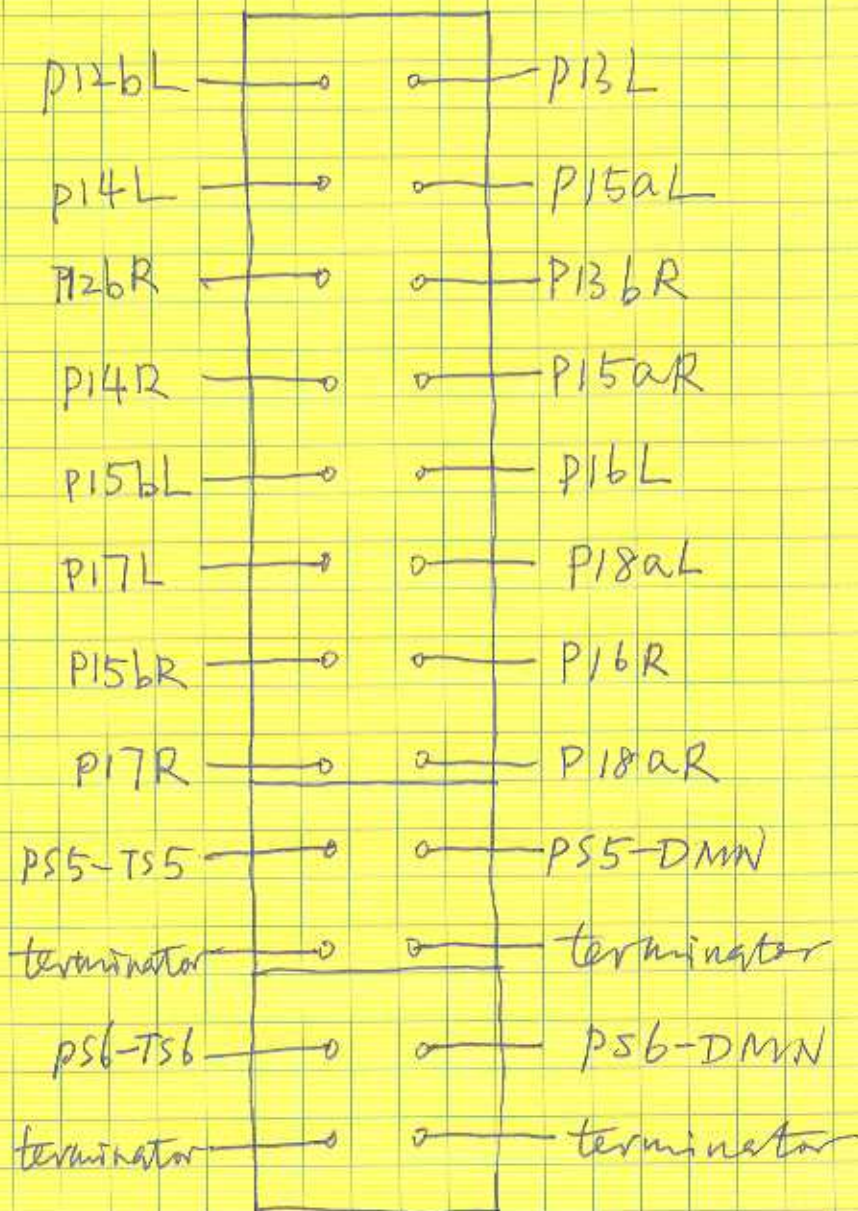 P12bL P13L
P14L P15aL
P12bR P13bR
P14R P15aR
P15bL P16L
P17L P18aL
P15bR P16R
P17R P18aR
PS5-TS5 PS5-DMN
terminator terminator
PS6-TS6 PS6-DMN
terminator terminator